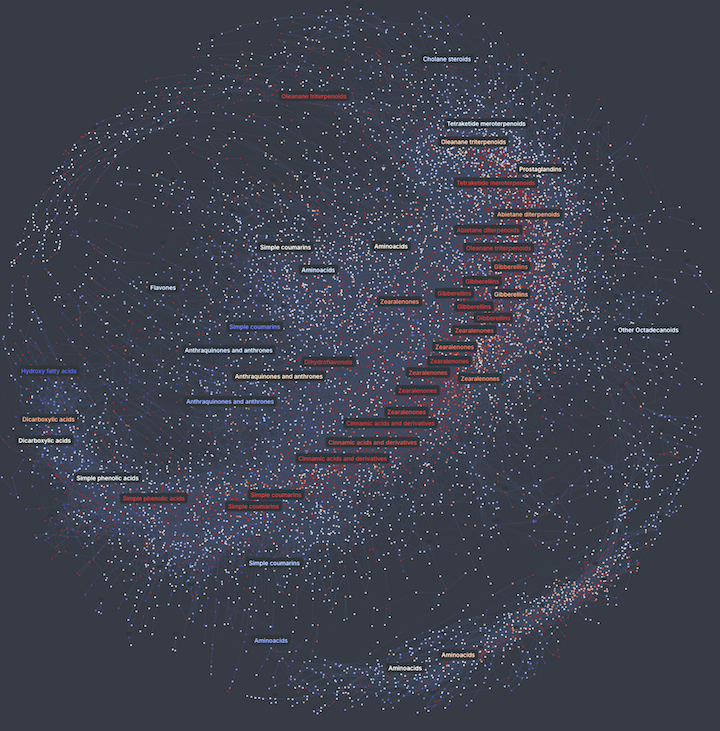 Cholane steroids
Oleanane triterpenoids
Tetraketide meroterpenoids
Oleanane triterpenoids
Prostaglandins
Tetraketide meroterpenoids
Abietane diterpenoids
Abietane diterpenoids
Simple coumarins
Aminoacids
Oleanane triterpenoids
Aminoacids
Gibberellins
Gibberellins
Flavones
Gibberellins
Gibberellins
Zearalenones
Gibberellins
Gibberellins
Simple coumarins
Zearalenones
Other Octadecanoids
Zearalenones
Anthraquinones and anthrones
Dihydroflavonols
Zearalenones
Hydroxy fatty acids
Zearalenones
Anthraquinones and anthrones
Zearalenones
Zearalenones
Anthraquinones and anthrones
Zearalenones
Dicarboxylic acids
Cinnamic acids and derivatives
Dicarboxylic acids
Cinnamic acids and derivatives
Cinnamic acids and derivatives
Simple phenolic acids
Simple phenolic acids
Simple coumarins
Simple coumarins
Simple coumarins
Aminoacids
Aminoacids
Aminoacids